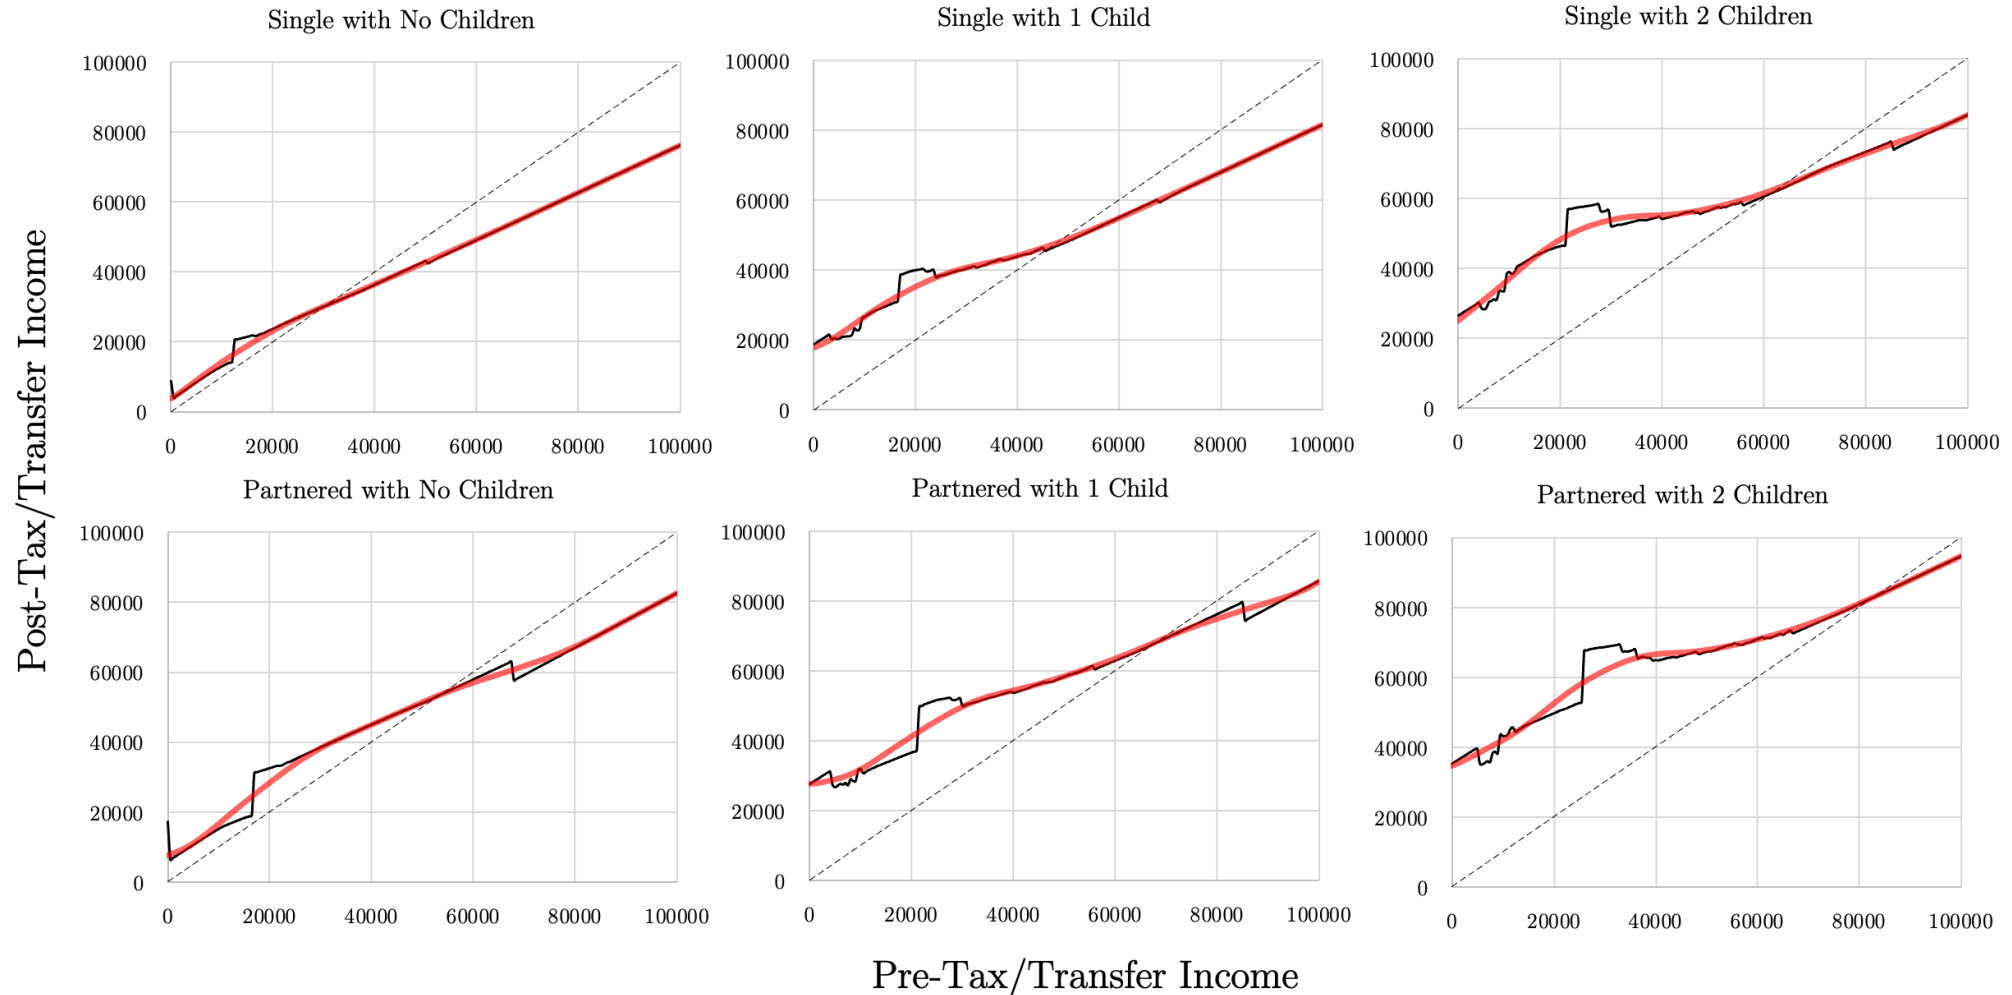 Single with No Children
Single with 1 Child
Single with 2 Children
100000
80000
60000
40000
20000
0
0 20000 40000 60000 80000 100000
100000
80000
60000
40000
20000
0
0 20000 40000 60000 80000 100000
100000
80000
60000
40000
20000
0
0 20000 40000 60000 80000 100000
Post-Tax/Transfer Income
Partnered with No Children
Partnered with 1 Child
Partnered with 2 Children
100000
80000
60000
40000
20000
0
0 20000 40000 60000 80000 100000
100000
80000
60000
40000
20000
0
0 20000 40000 60000 80000 100000
100000
80000
60000
40000
20000
0
0 20000 40000 60000 80000 100000
Pre-Tax/Transfer Income